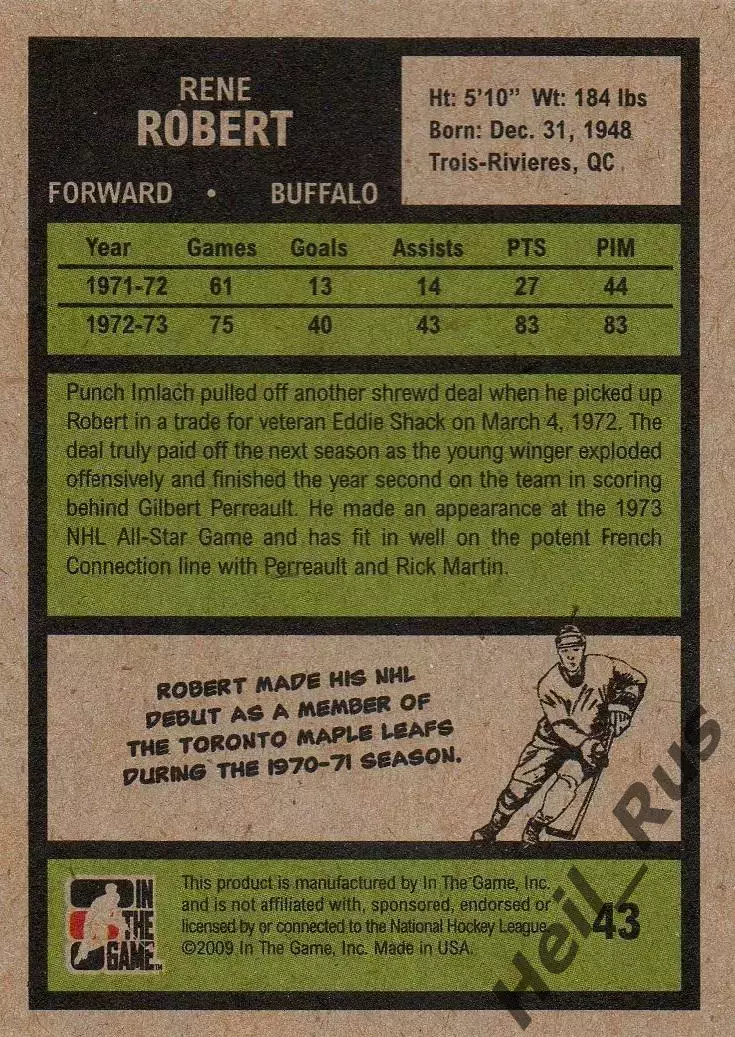 RENE
ROBERT
FORWARD • BUFFALO
Ht: 5'10" Wt: 184 lbs
Born: Dec. 31, 1948
Trois-Rivieres, QC
Year Games Goals Assists PTS PIM
1971-72 61 13 14 27 44
1972-73 75 40 43 83 83
Punch Imlach pulled off another shrewd deal when he picked up
Robert in a trade for veteran Eddie Shack on March 4, 1972. The
deal truly paid off the next season as the young winger exploded
offensively and finished the year second on the team in scoring
behind Gilbert Perreault. He made an appearance at the 1973
NHL All-Star Game and has fit in well on the potent French
Connection line with Perreault and Rick Martin.
ROBERT MADE HIS NHL
DEBUT AS A MEMBER OF
THE TORONTO MAPLE LEAFS
DURING THE 1970-71 SEASON.
IN
THE
GAME™
This product is manufactured by In The Game, Inc.
and is not affiliated with, sponsored, endorsed or
licensed by or connected to the National Hockey League.
©2009 In The Game, Inc. Made in USA.
43
Heil_Rus